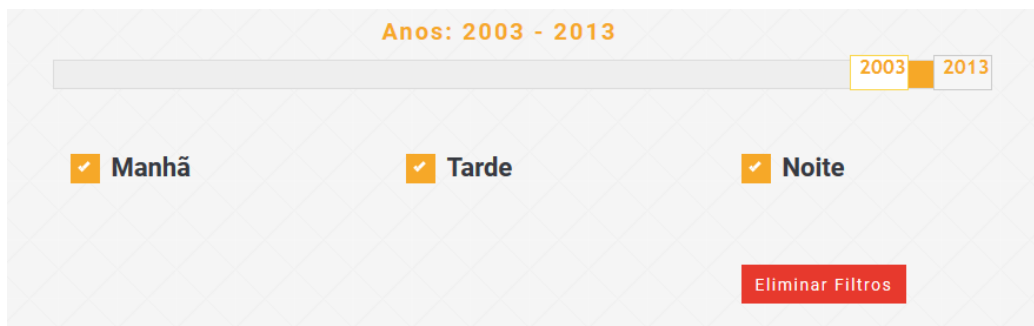 Anos: 2003 - 2013
2003 2013
Manhã Tarde Noite
Eliminar Filtros